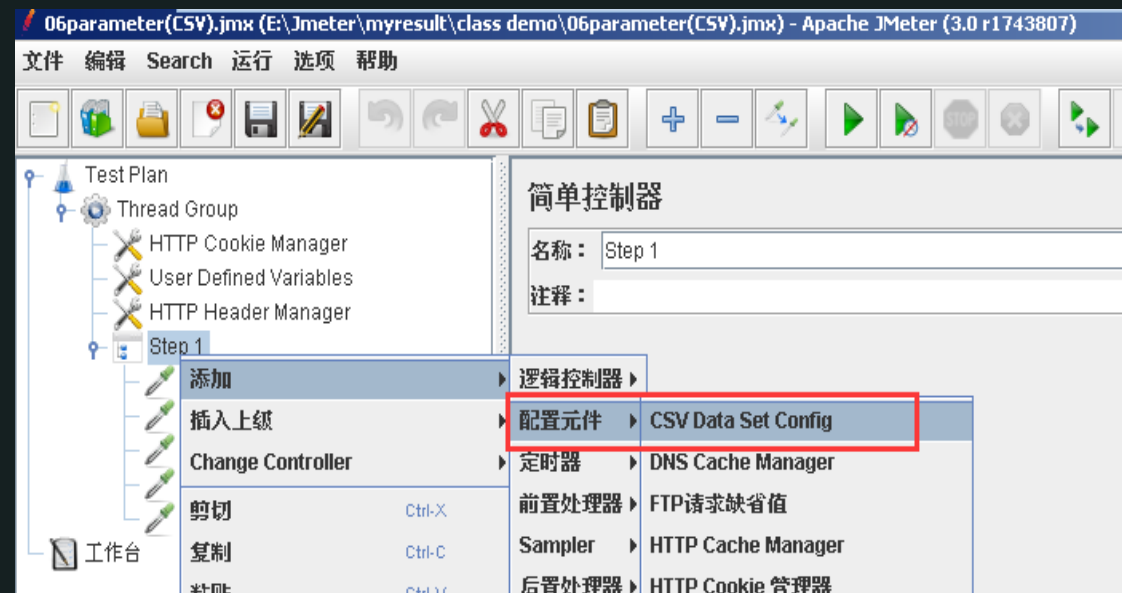 06parameter(CSV).jmx (E:\Jmeter\myresult\class demo\06parameter(CSV).jmx) - Apache JMeter (3.0 r1743807)
文件 编辑 Search 运行 选项 帮助
STOP
Test Plan
Thread Group
HTTP Cookie Manager
User Defined Variables
HTTP Header Manager
Step 1
工作台
简单控制器
名称： Step 1
注释：
添加
插入上级
Change Controller
剪切 Ctrl-X
复制 Ctrl-C
粘贴 Ctrl-V
逻辑控制器
配置元件
定时器
前置处理器
Sampler
后置处理器
CSV Data Set Config
DNS Cache Manager
FTP请求缺省值
HTTP Cache Manager
HTTP Cookie 管理器